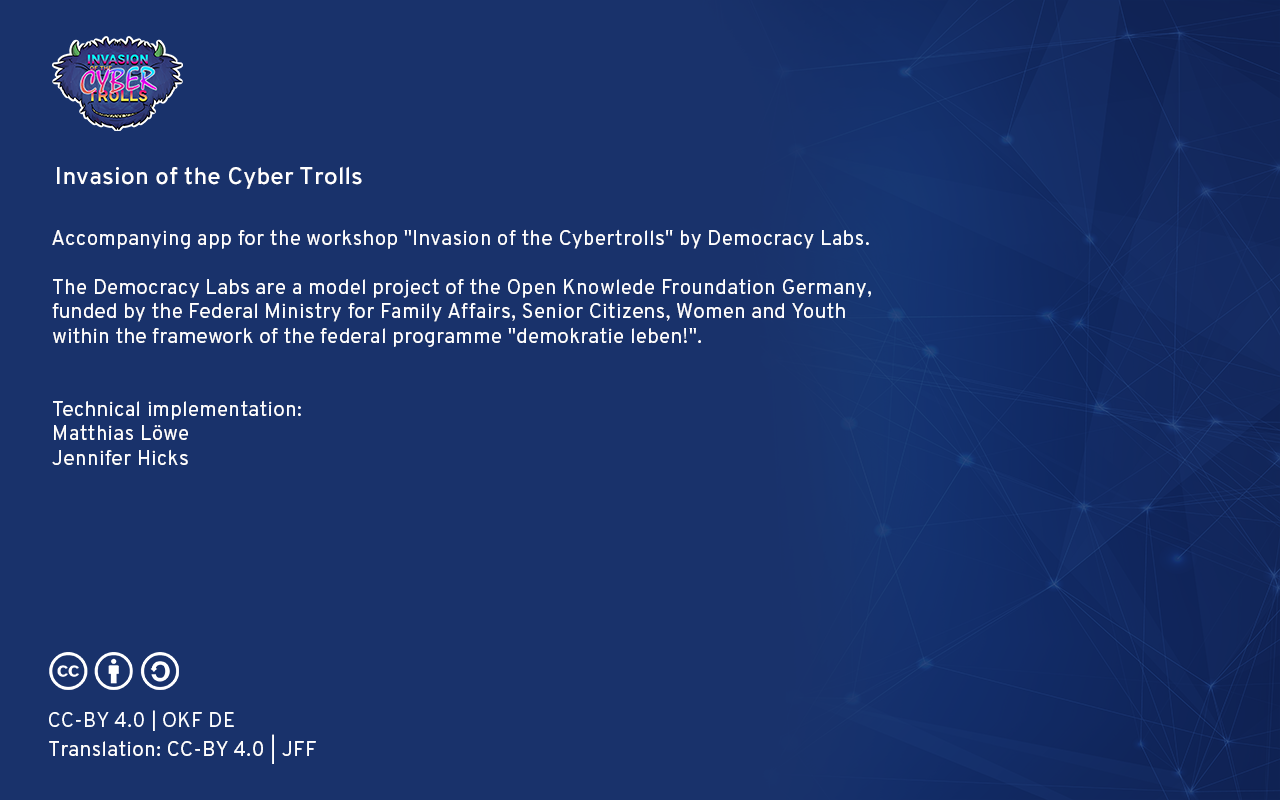 INVASION
OF THE
CYBER
TROLLS
Invasion of the Cyber Trolls
Accompanying app for the workshop "Invasion of the Cybertrolls" by Democracy Labs.
The Democracy Labs are a model project of the Open Knowlede Froundation Germany,
funded by the Federal Ministry for Family Affairs, Senior Citizens, Women and Youth
within the framework of the federal programme "demokratie leben!".
Technical implementation:
Matthias Löwe
Jennifer Hicks
cc
CC-BY 4.0 | OKF DE
Translation: CC-BY 4.0 | JFF